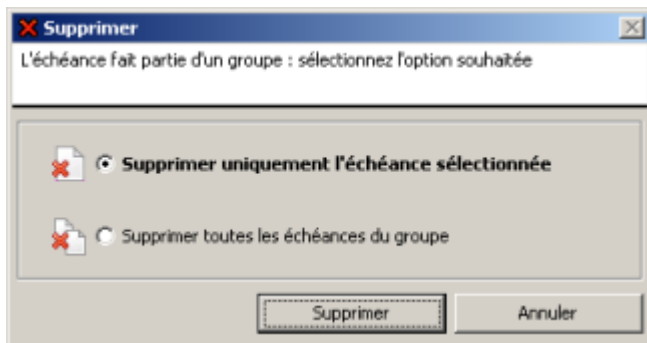 Supprimer
L'échéance fait partie d'un groupe : sélectionnez l'option souhaitée
Supprimer uniquement l'échéance sélectionnée
Supprimer toutes les échéances du groupe
Supprimer
Annuler